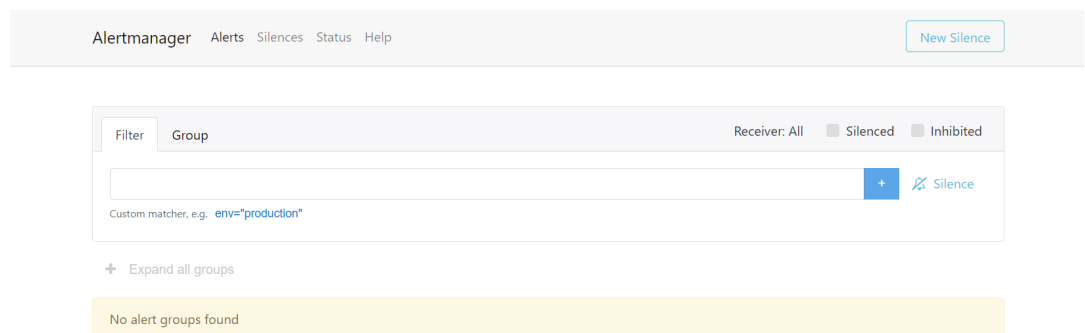 Alertmanager Alerts Silences Status Help New Silence
Filter Group Receiver: All Silenced Inhibited
+ Silence
Custom matcher, e.g. env="production"
+ Expand all groups
No alert groups found